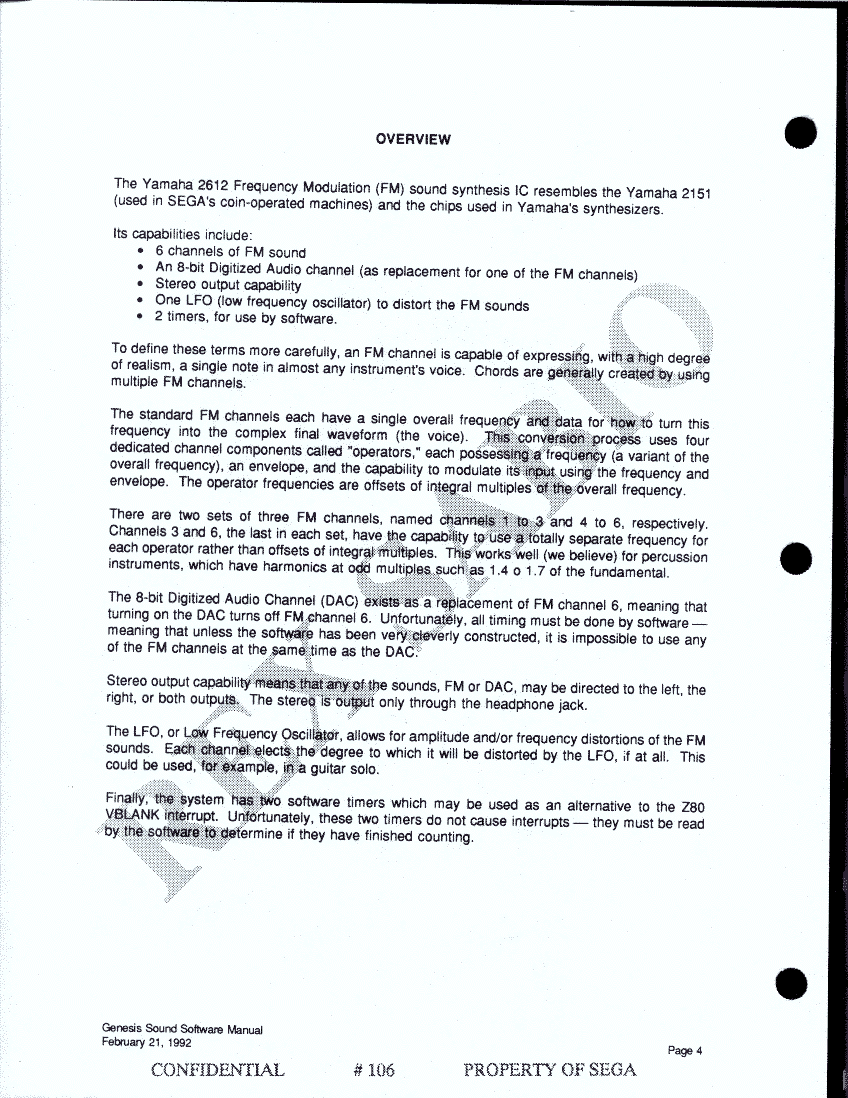 OVERVIEW
The Yamaha 2612 Frequency Modulation (FM) sound synthesis IC resembles the Yamaha 2151
(used in SEGA's coin-operated machines) and the chips used in Yamaha's synthesizers.
Its capabilities include:
• 6 channels of FM sound
• An 8-bit Digitized Audio channel (as replacement for one of the FM channels)
• Stereo output capability
• One LFO (low frequency oscillator) to distort the FM sounds
• 2 timers, for use by software.
To define these terms more carefully, an FM channel is capable of expressing, with a high degree
of realism, a single note in almost any instrument's voice. Chords are generally created by using
multiple FM channels.
The standard FM channels each have a single overall frequency and data for how to turn this
frequency into the complex final waveform (the voice). This conversion process uses four
dedicated channel components called "operators," each possessing a frequency (a variant of the
overall frequency), an envelope, and the capability to modulate its input using the frequency and
envelope. The operator frequencies are offsets of integral multiples of the overall frequency.
There are two sets of three FM channels, named channels 1 to 3 and 4 to 6, respectively.
Channels 3 and 6, the last in each set, have the capability to use a totally separate frequency for
each operator rather than offsets of integral multiples. This works well (we believe) for percussion
instruments, which have harmonics at odd multiples such as 1.4 o 1.7 of the fundamental.
The 8-bit Digitized Audio Channel (DAC) exists as a replacement of FM channel 6, meaning that
turning on the DAC turns off FM channel 6. Unfortunately, all timing must be done by software —
meaning that unless the software has been very cleverly constructed, it is impossible to use any
of the FM channels at the same time as the DAC.
Stereo output capability means that any of the sounds, FM or DAC, may be directed to the left, the
right, or both outputs. The stereo is output only through the headphone jack.
The LFO, or Low Frequency Oscillator, allows for amplitude and/or frequency distortions of the FM
sounds. Each channel elects the degree to which it will be distorted by the LFO, if at all. This
could be used, for example, in a guitar solo.
Finally, the system has two software timers which may be used as an alternative to the Z80
VBLANK interrupt. Unfortunately, these two timers do not cause interrupts — they must be read
by the software to determine if they have finished counting.
Genesis Sound Software Manual
February 21, 1992
Page 4
CONFIDENTIAL # 106 PROPERTY OF SEGA